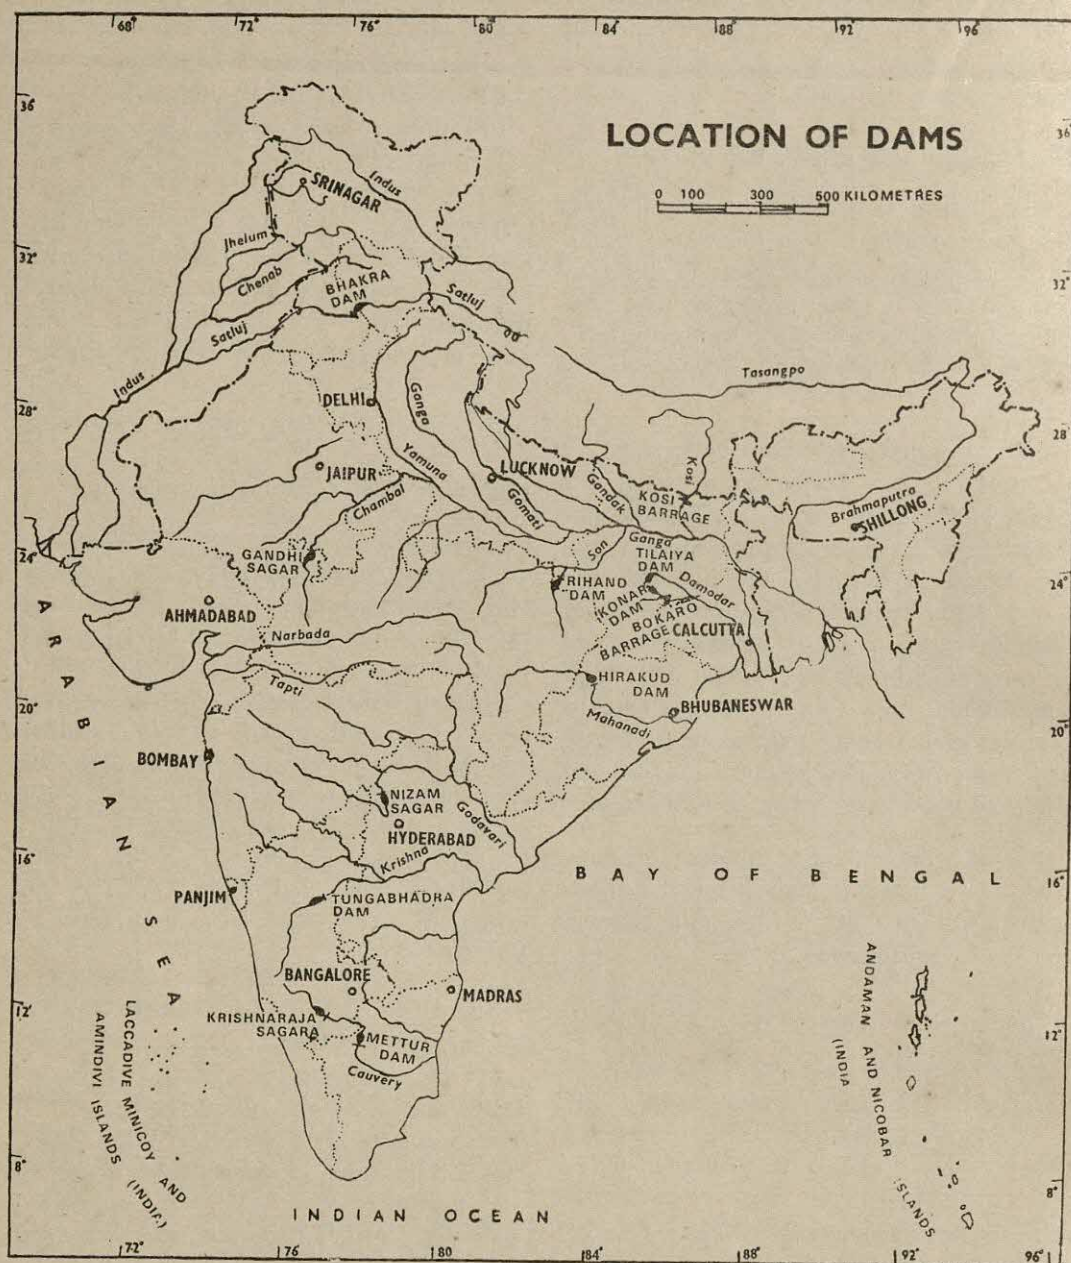 68° 72° 76° 80° 84° 88° 92° 96°
36° 36°
LOCATION OF DAMS
0 100 300 500 KILOMETRES
Indus
SRINAGAR
Jhelum
32° 32°
Chenab
BHAKRA
DAM
Satluj
Satluj
Indus
Tasangpo
28° 28
DELHI
Ganga
Yamuna
JAIPUR
LUCKNOW
Kosi
Chambal
Gomati
Gandak
KOSI
BARRAGE
Brahmaputra
SHILLONG
24° 24°
GANDHI
SAGAR
Son
Ganga
TILAIYA
DAM
RIHAND
DAM
KONAR
DAM
Damodar
BOKARO
BARRAGE
CALCUTTA
AHMADABAD
Narbada
Tapti
HIRAKUD
DAM
BHUBANESWAR
Mahanadi
20° 20°
ARABIAN SEA
BOMBAY
NIZAM
SAGAR
HYDERABAD
Godavari
Krishna
16° 16°
BAY OF BENGAL
PANJIM
TUNGABHADRA
DAM
BANGALORE
MADRAS
12° 12°
KRISHNARAJA
SAGARA
METTUR
DAM
Cauvery
LACCADIVE MINICOY AND
AMINDIVI ISLANDS (INDIA)
ANDAMAN AND NICOBAR ISLANDS
(INDIA
8° 8°
INDIAN OCEAN
72° 76 80 84° 88° 92° 96°